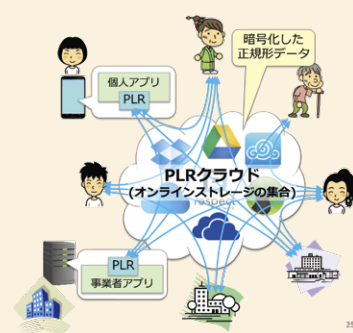 暗号化した
正規形データ
個人アプリ
PLR
PLRクラウド
(オンラインストレージの集合)
respect
PLR
事業者アプリ